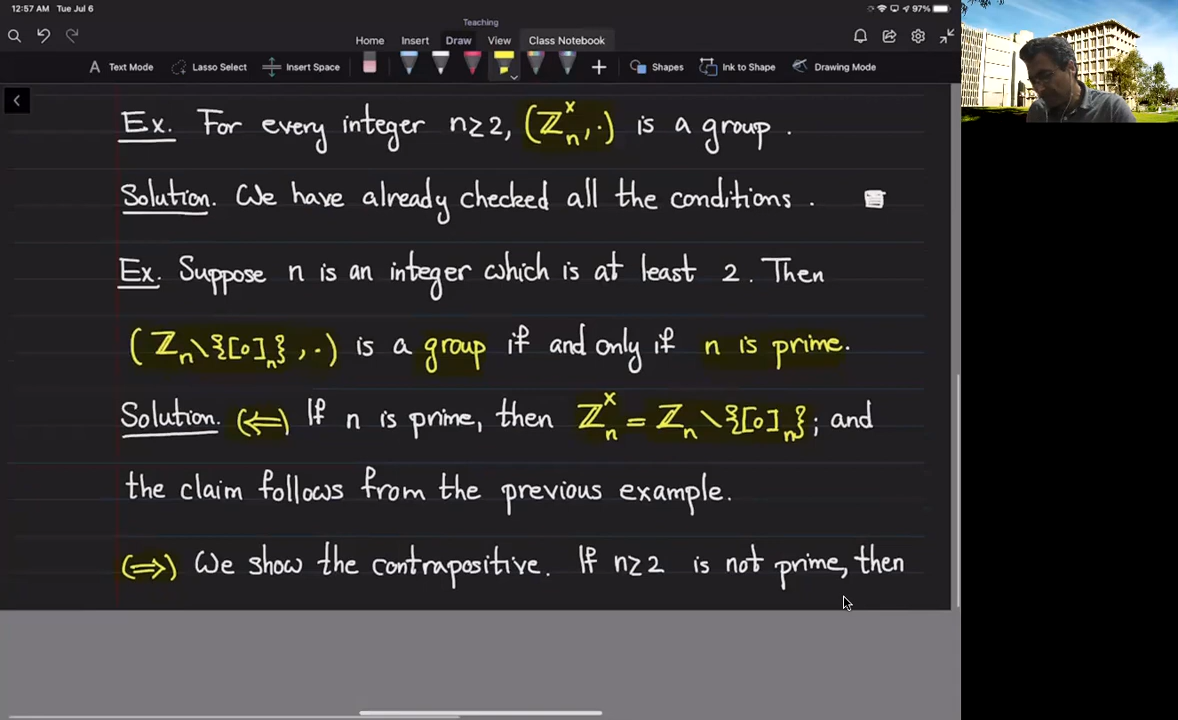 12:57 AM Tue Jul 6
97%
Teaching
Home Insert Draw View Class Notebook
Text Mode Lasso Select Insert Space Shapes Ink to Shape Drawing Mode
Ex. For every integer n≥2, (ℤₙˣ, ·) is a group.
Solution. We have already checked all the conditions.
Ex. Suppose n is an integer which is at least 2. Then
(ℤₙ∖{[0]ₙ}, ·) is a group if and only if n is prime.
Solution. (⇐) If n is prime, then ℤₙˣ = ℤₙ∖{[0]ₙ}; and
the claim follows from the previous example.
(⇒) We show the contrapositive. If n≥2 is not prime, then